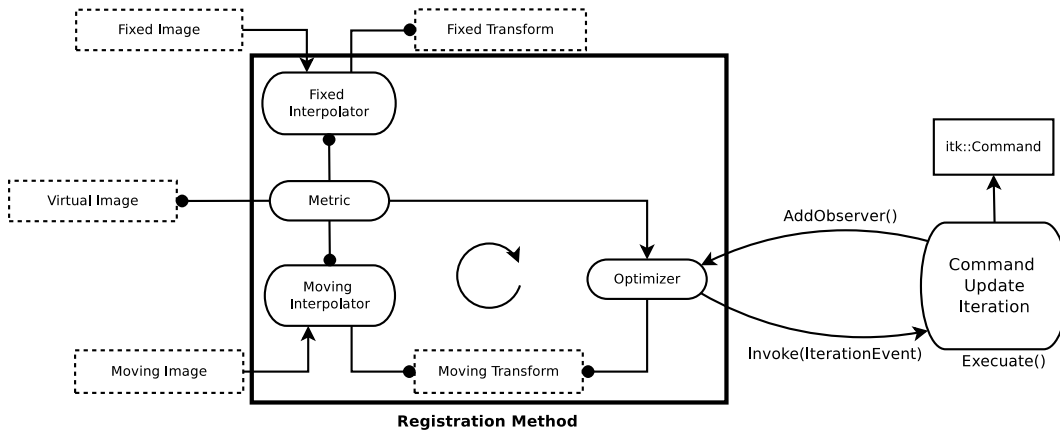 Fixed Image
Fixed Transform
Fixed
Interpolator
itk::Command
Virtual Image
Metric
AddObserver()
Moving
Interpolator
Optimizer
Command
Update
Iteration
Invoke(IterationEvent)
Execuate()
Moving Image
Moving Transform
Registration Method